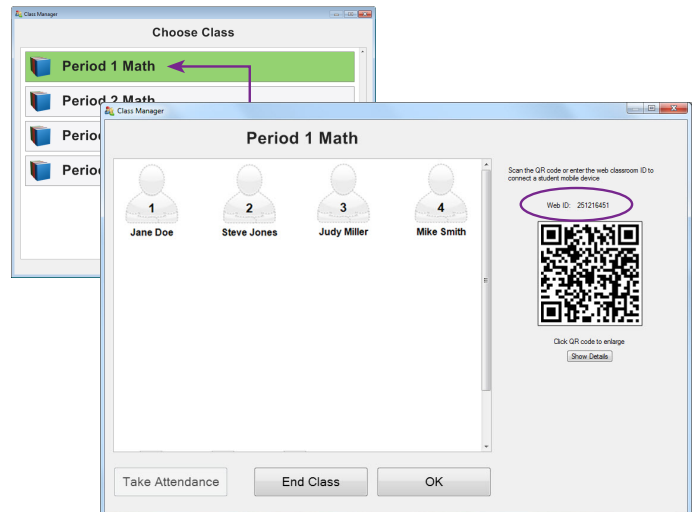 Class Manager
Choose Class
Period 1 Math
Period 2 Math
Class Manager
Period 1 Math
1
2
3
4
Jane Doe
Steve Jones
Judy Miller
Mike Smith
Scan the QR code or enter the web classroom ID to
connect a student mobile device
Web ID: 251216451
Click QR code to enlarge
Show Details
Take Attendance
End Class
OK